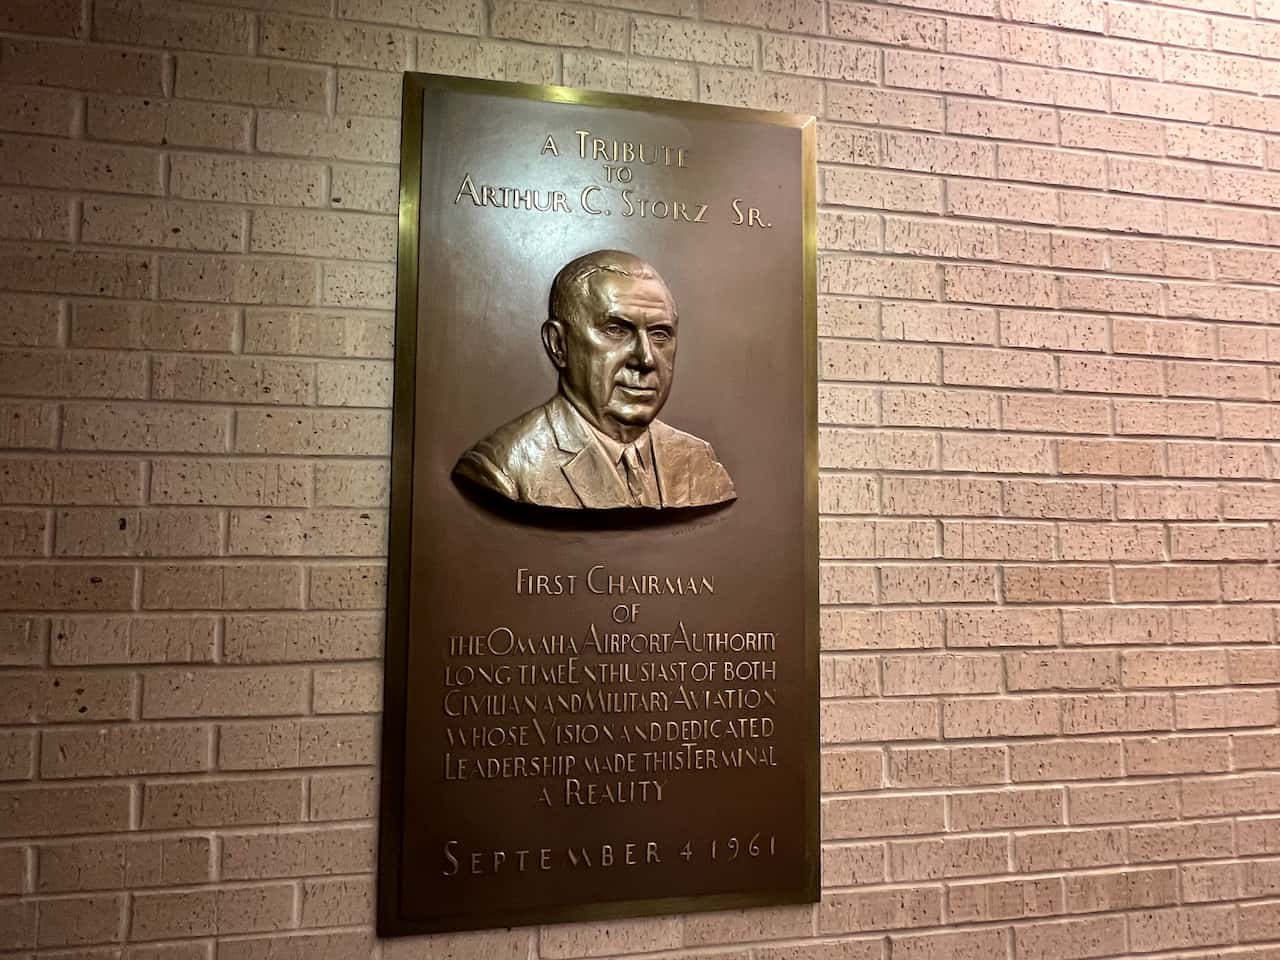 A TRIBUTE
TO
ARTHUR C. STORZ SR.
FIRST CHAIRMAN
OF
THE OMAHA AIRPORT AUTHORITY
LONG TIME ENTHUSIAST OF BOTH
CIVILIAN AND MILITARY AVIATION
WHOSE VISION AND DEDICATED
LEADERSHIP MADE THIS TERMINAL
A REALITY
SEPTEMBER 4 1961